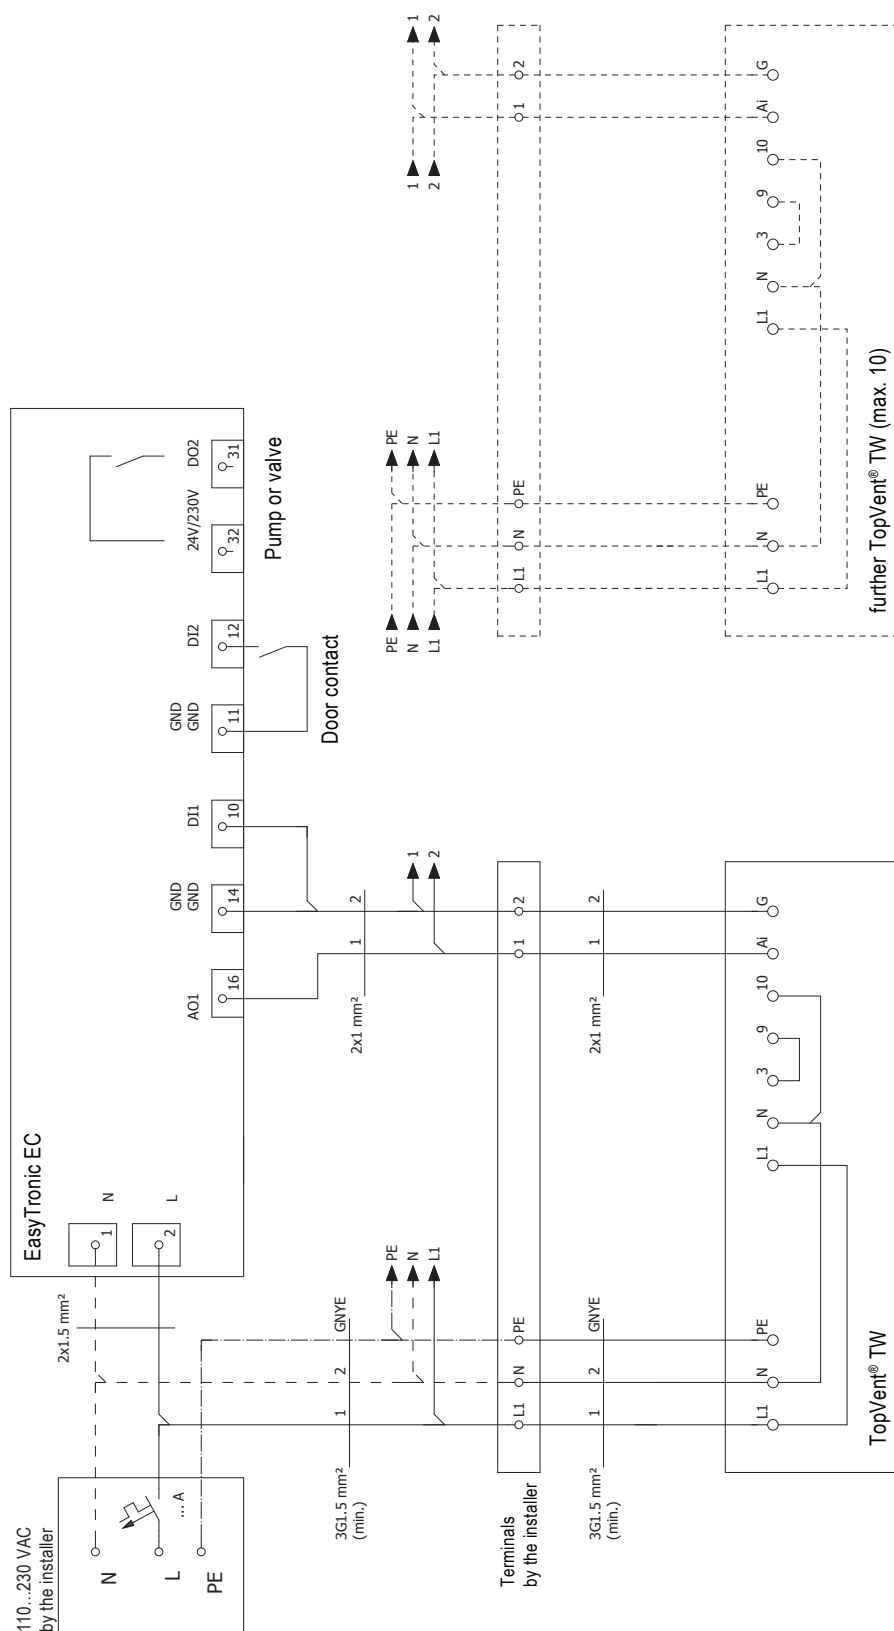 110...230 VAC
by the installer
EasyTronic EC
2x1.5 mm²
N
1
N
L
... A
2
L
PE
AO1
GND
GND
DI1
GND
GND
DI2
24V/230V
DO2
16
14
10
11
12
32
31
Pump or valve
Door contact
3G1.5 mm²
(min.)
1
2
GNYE
2x1 mm²
1
2
PE
N
L1
1
2
PE
N
L1
PE
N
L1
1
2
1
2
Terminals
by the installer
L1
N
PE
1
2
L1
N
PE
1
2
3G1.5 mm²
(min.)
1
2
GNYE
2x1 mm²
1
2
L1
N
PE
L1
N
3
9
10
Ai
G
L1
N
PE
L1
N
3
9
10
Ai
G
TopVent® TW
further TopVent® TW (max. 10)